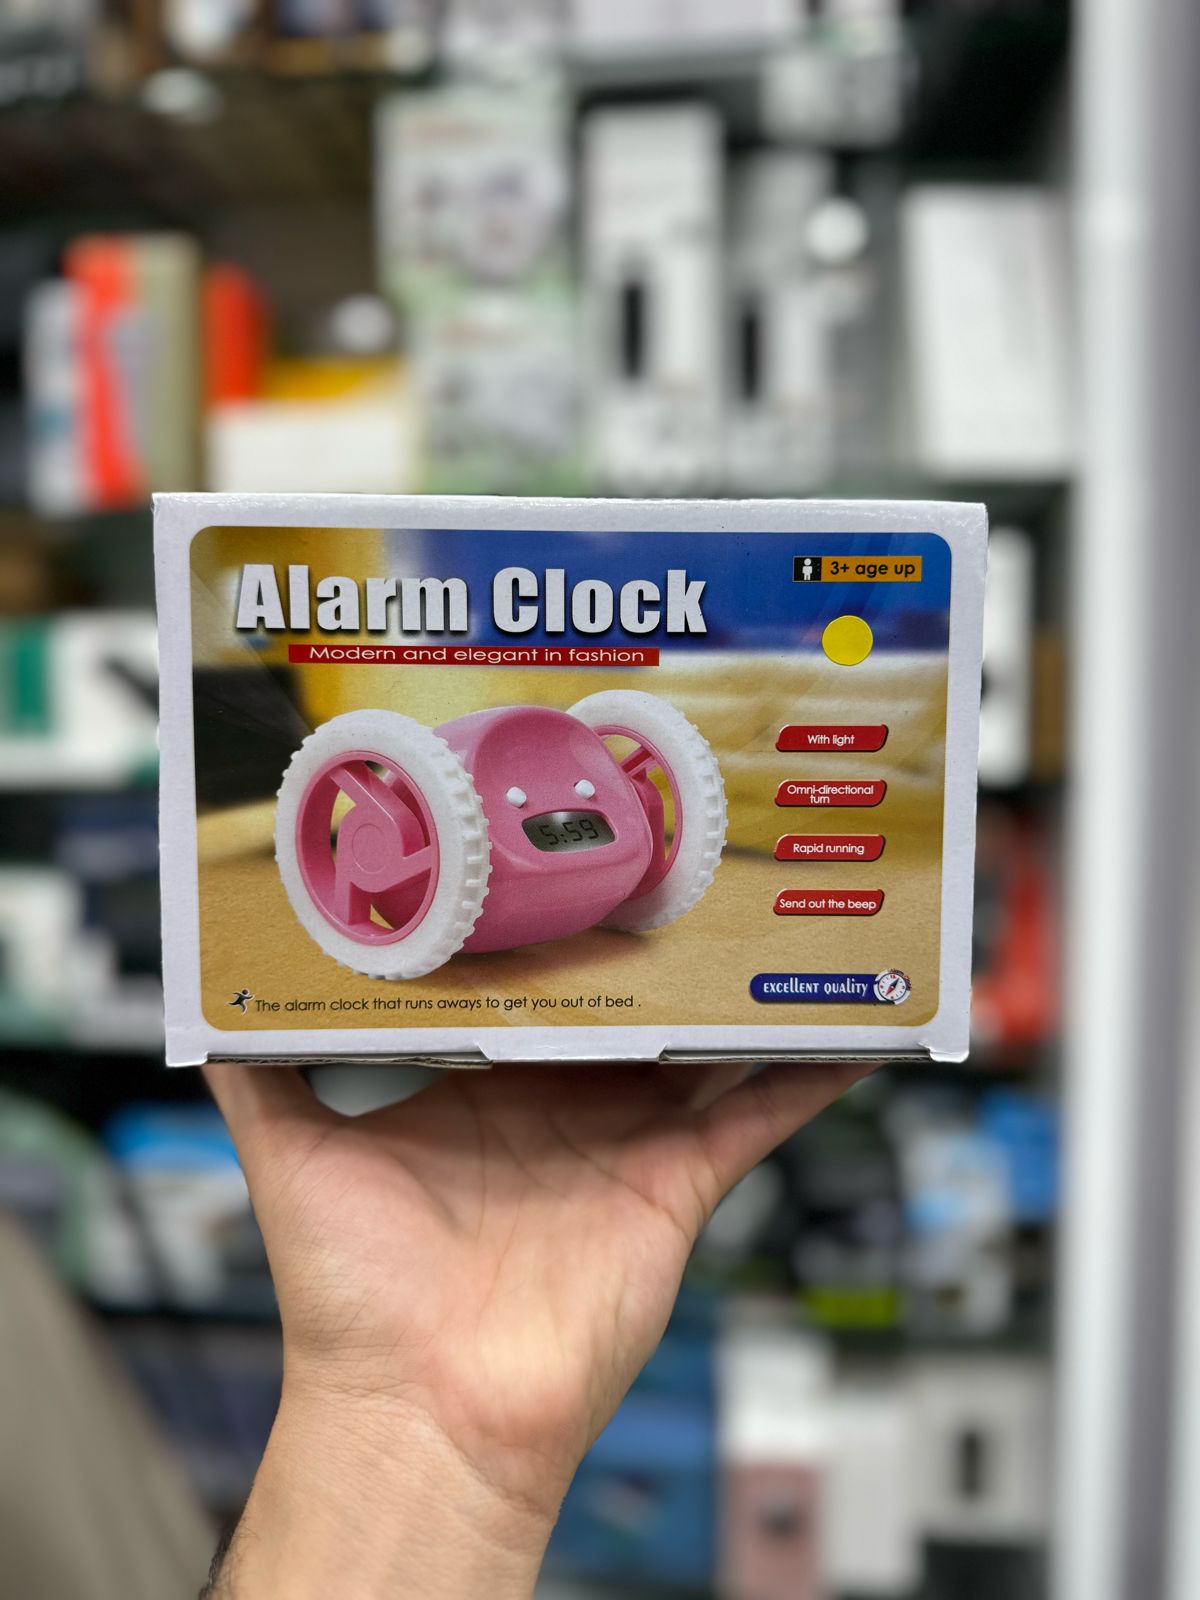 Alarm Clock
3+ age up
Modern and elegant in fashion
With light
Omni-directional
turn
5:59
Rapid running
Send out the beep
excellent quality
The alarm clock that runs aways to get you out of bed .